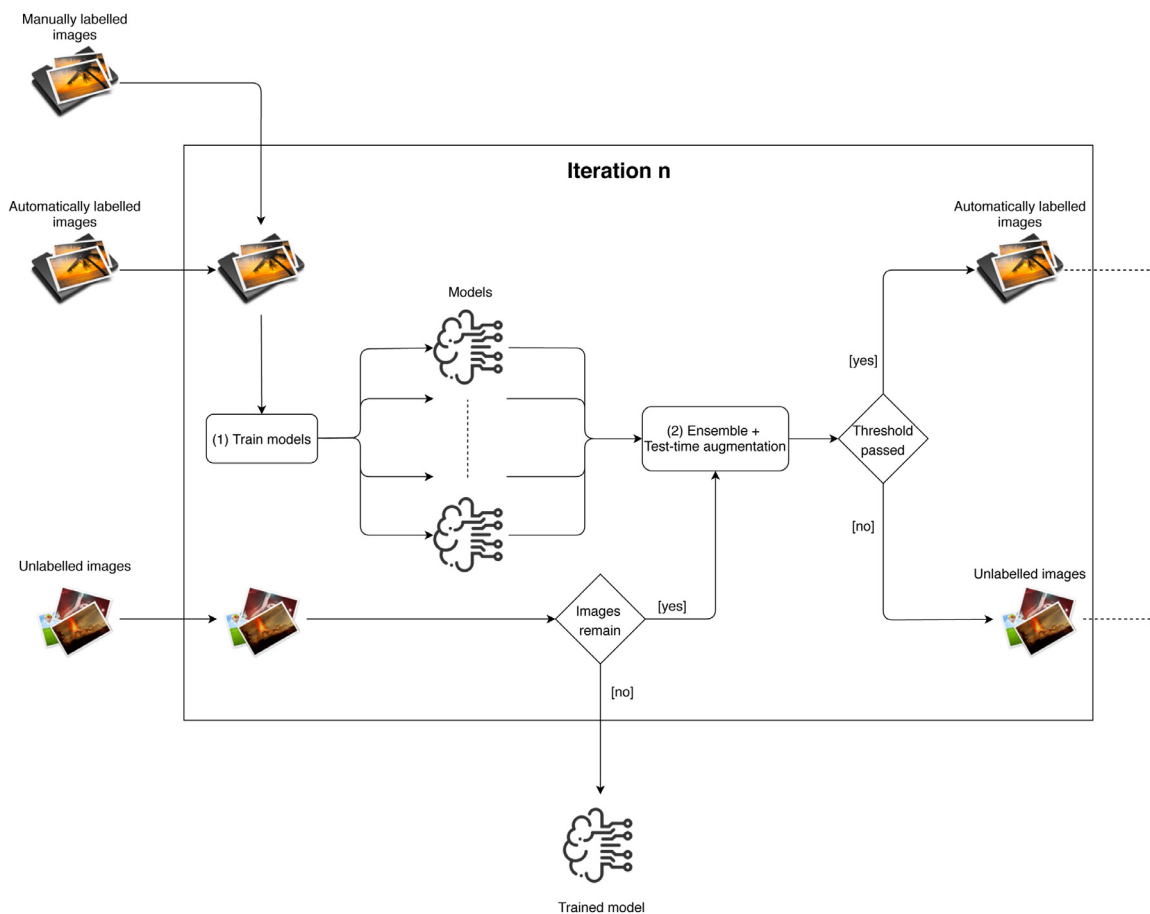 Manually labelled
images
Iteration n
Automatically labelled
images
Automatically labelled
images
Models
[yes]
(1) Train models
(2) Ensemble +
Test-time augmentation
Threshold
passed
[no]
Unlabelled images
Unlabelled images
Images
remain
[yes]
[no]
Trained model